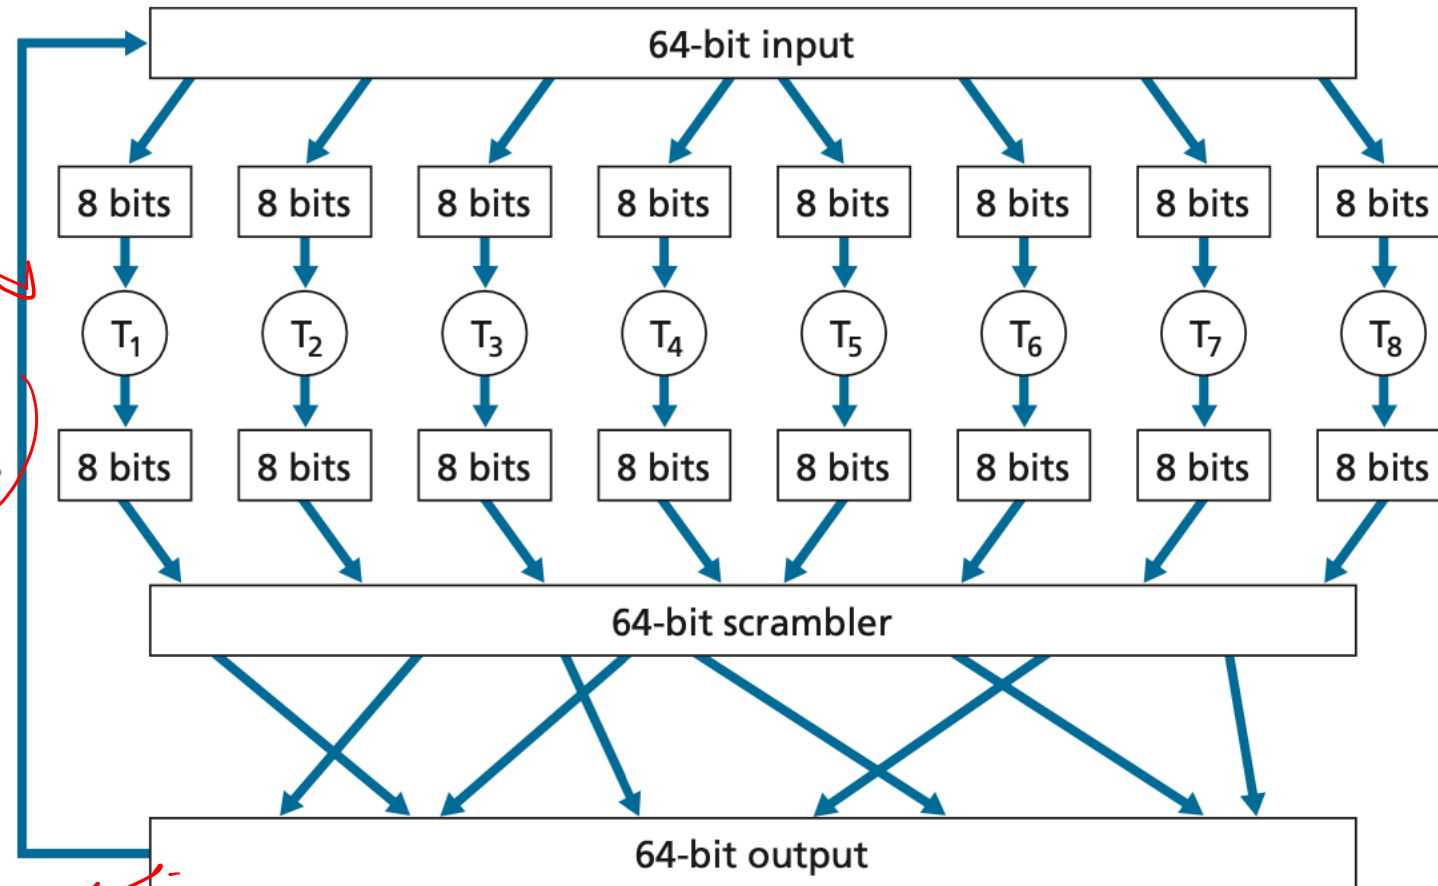 64-bit input
8 bits 8 bits 8 bits 8 bits 8 bits 8 bits 8 bits 8 bits
T₁ T₂ T₃ T₄ T₅ T₆ T₇ T₈
8 bits 8 bits 8 bits 8 bits 8 bits 8 bits 8 bits 8 bits
64-bit scrambler
64-bit output